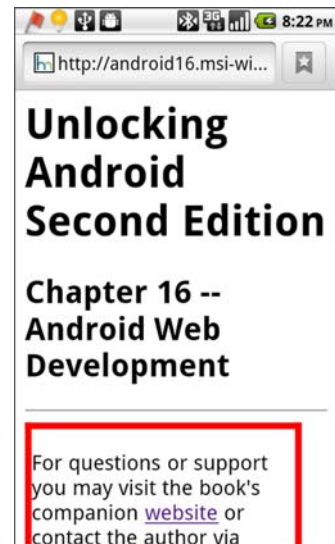 3G 8:22 PM
http://android16.msi-wi...
Unlocking
Android
Second Edition
Chapter 16 --
Android Web
Development
For questions or support
you may visit the book's
companion website or
contact the author via